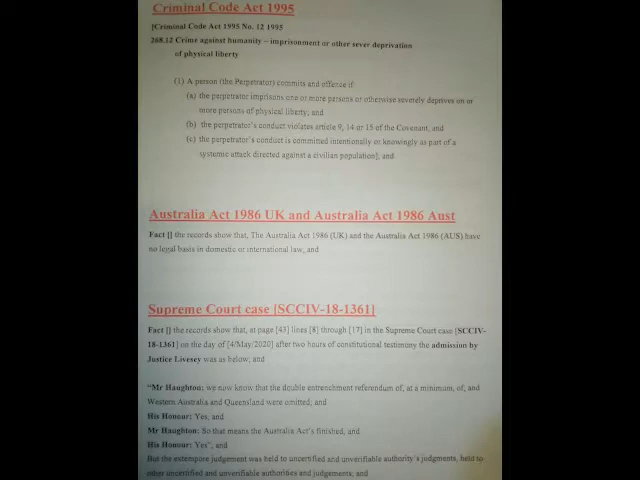 Criminal Code Act 1995
[Criminal Code Act 1995 No. 12 1995
268.12 Crime against humanity – imprisonment or other sever deprivation
of physical liberty
(1) A person (the Perpetrator) commits and offence if
(a) the perpetrator imprisons one or more persons or otherwise severely deprives on or
more persons of physical liberty; and
(b) the perpetrator's conduct violates article 9, 14 or 15 of the Covenant, and
(c) the perpetrator's conduct is committed intentionally or knowingly as part of a
systemic attack directed against a civilian population]; and
Australia Act 1986 UK and Australia Act 1986 Aust
Fact [] the records show that, The Australia Act 1986 (UK) and the Australia Act 1986 (AUS) have
no legal basis in domestic or international law, and
Supreme Court case [SCCIV-18-1361]
Fact [] the records show that, at page [43] lines [8] through [17] in the Supreme Court case [SCCIV-
18-1361] on the day of [4/May/2020] after two hours of constitutional testimony the admission by
Justice Livesey was as below; and
"Mr Haughton: we now know that the double entrenchment referendum of, at a minimum, of, and
Western Australia and Queensland were omitted; and
His Honour: Yes, and
Mr Haughton: So that means the Australia Act's finished, and
His Honour: Yes", and
But the extempore judgement was held to uncertified and unverifiable authority's judgments, held to
other uncertified and unverifiable authorities and judgements; and